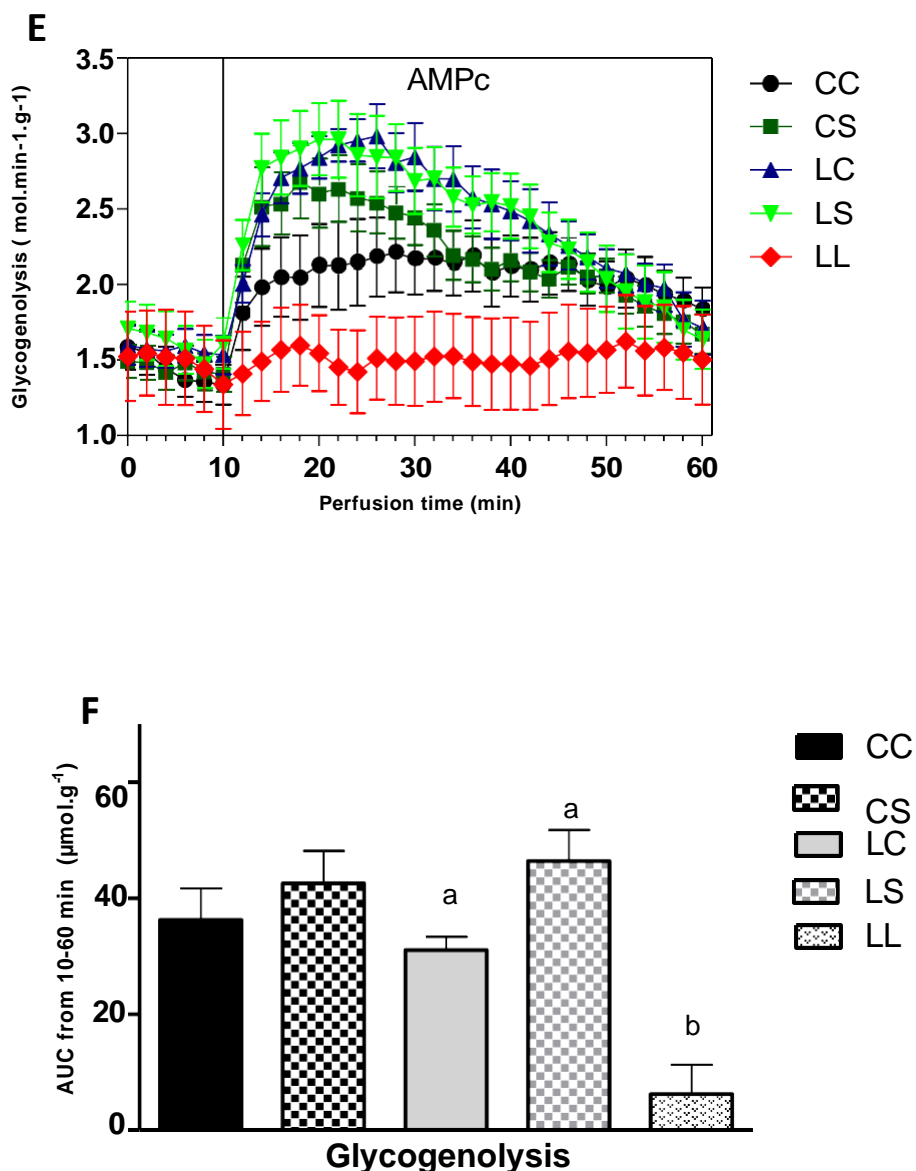 E
Glycogenolysis ( mol.min-1.g-1)
3.5
3.0
2.5
2.0
1.5
1.0
AMPc
0
10
20
30
40
50
60
Perfusion time (min)
CC
CS
LC
LS
LL
F
AUC from 10-60 min (µmol.g-1)
60
40
20
0
a
a
b
Glycogenolysis
CC
CS
LC
LS
LL